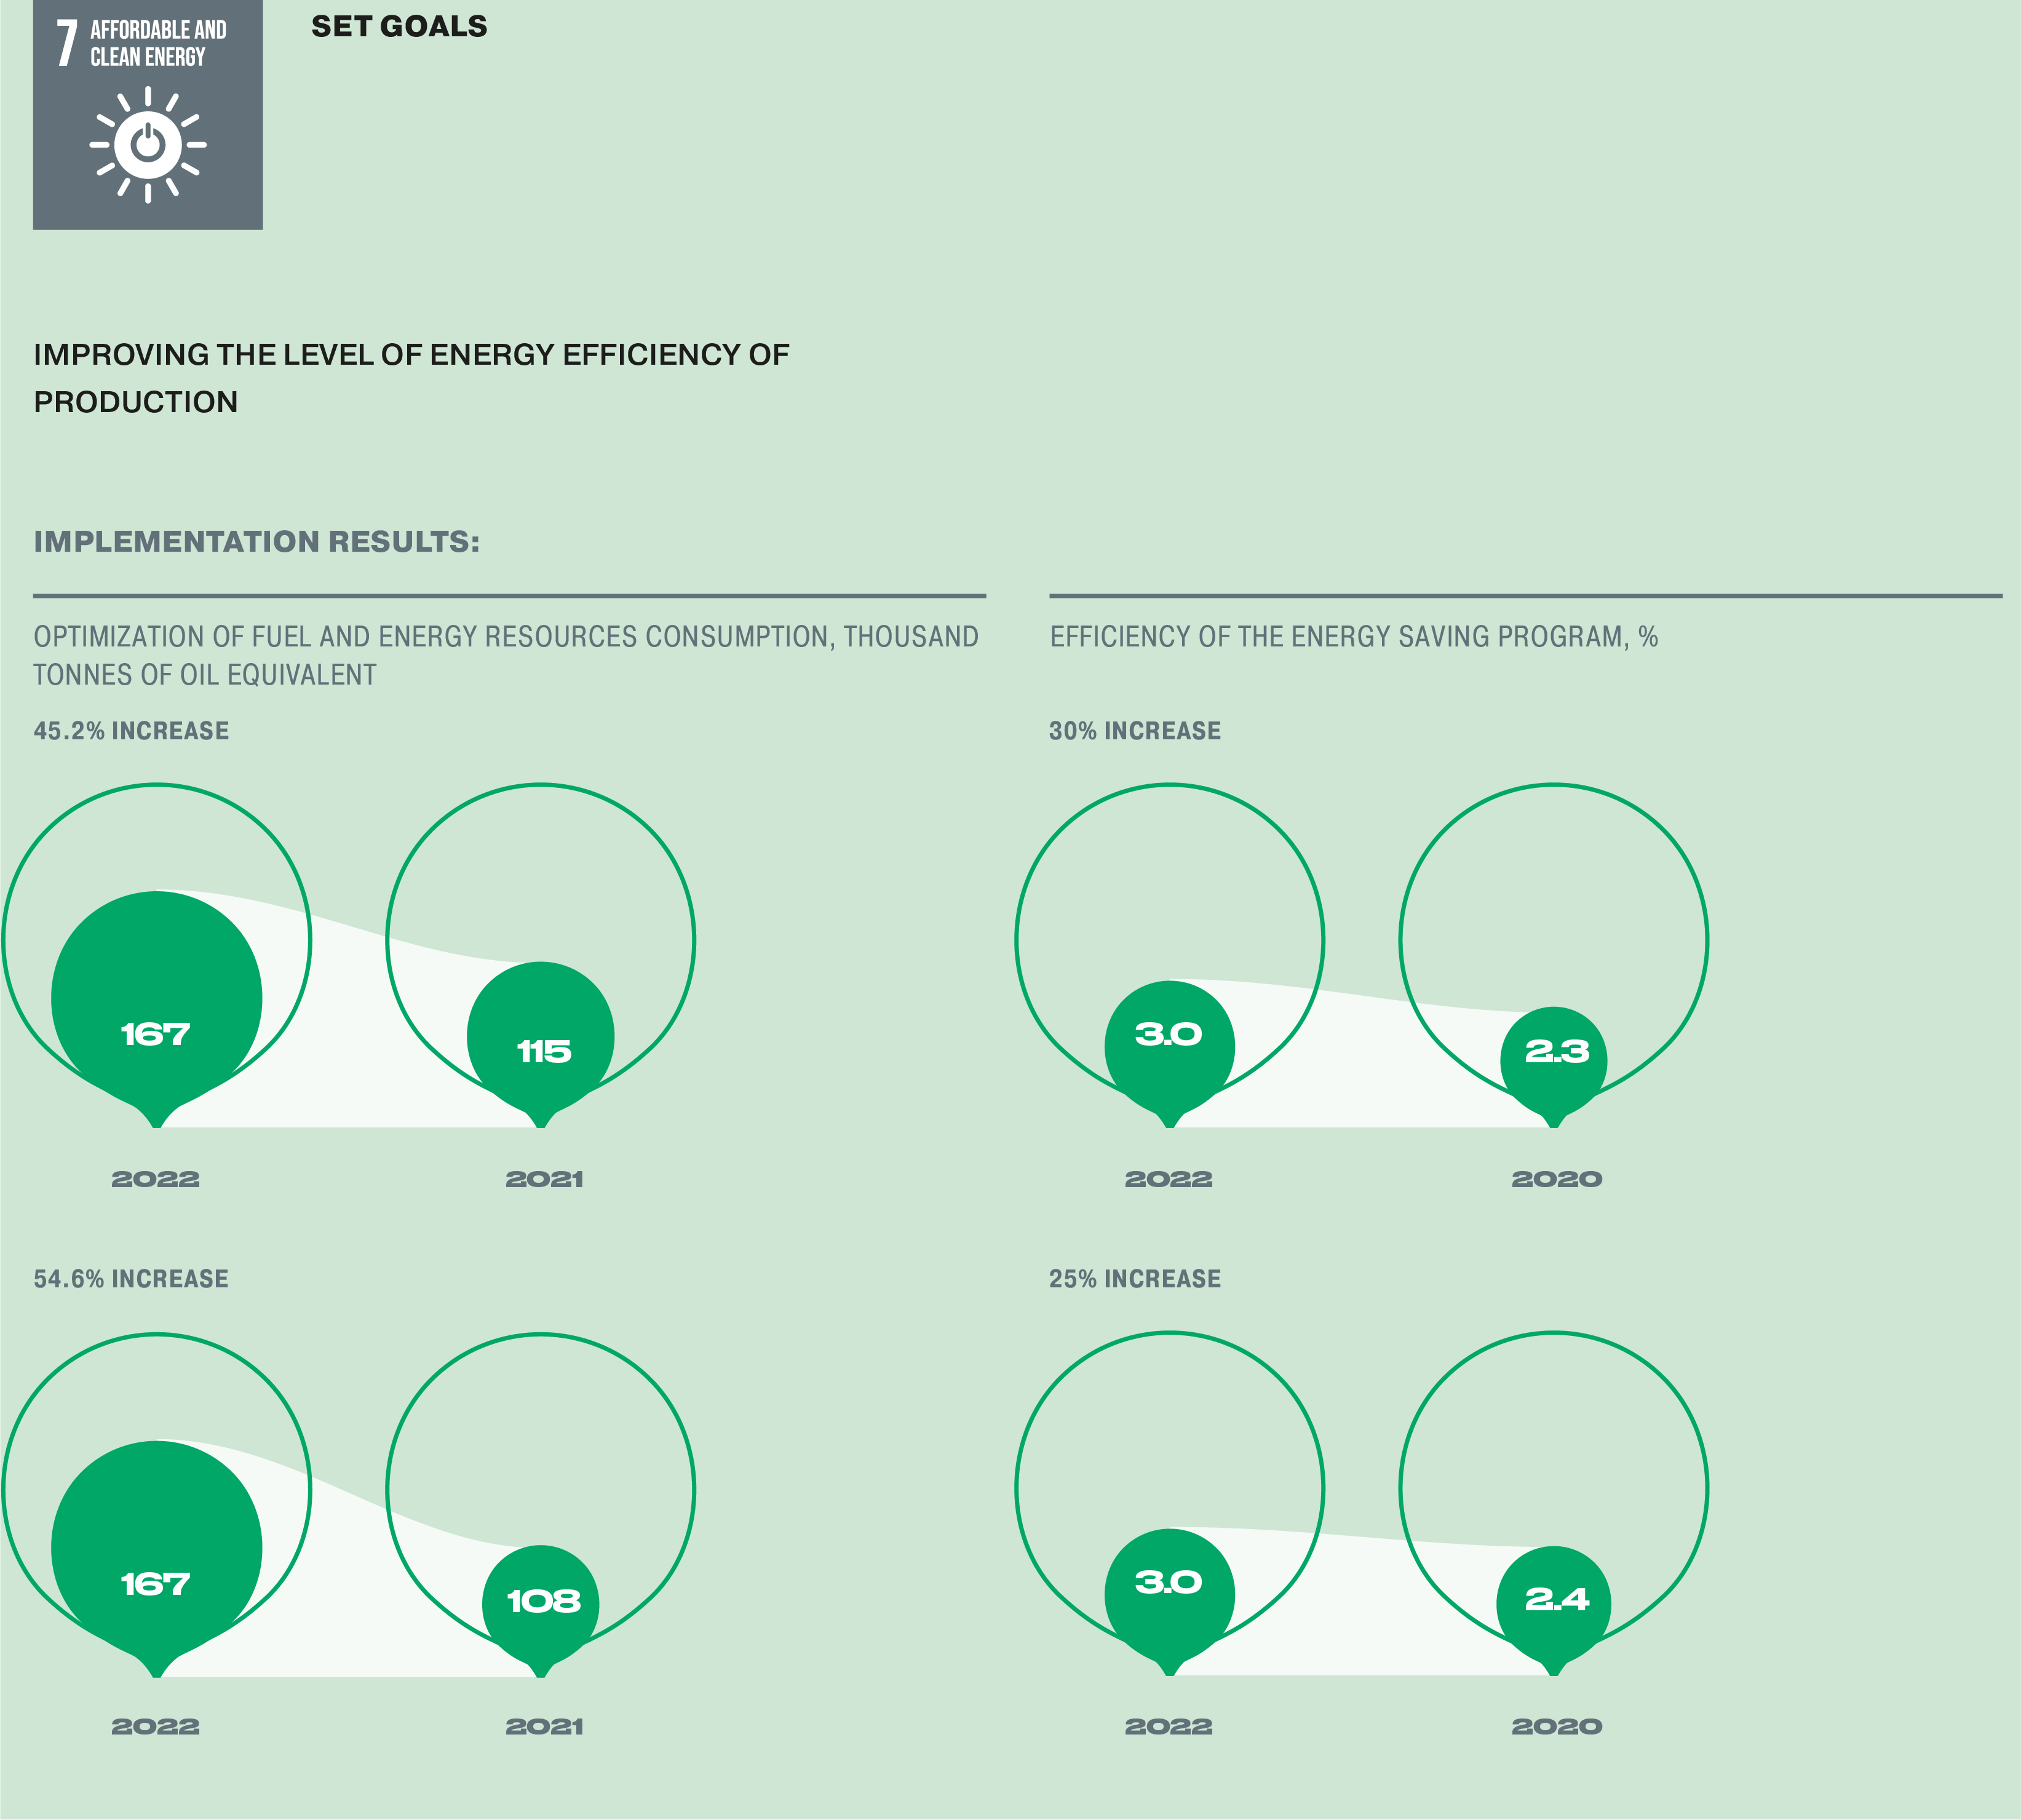 7 AFFORDABLE AND
CLEAN ENERGY
SET GOALS
IMPROVING THE LEVEL OF ENERGY EFFICIENCY OF
PRODUCTION
IMPLEMENTATION RESULTS:
OPTIMIZATION OF FUEL AND ENERGY RESOURCES CONSUMPTION, THOUSAND
TONNES OF OIL EQUIVALENT
45.2% INCREASE
167
115
2022
2021
54.6% INCREASE
167
108
2022
2021
EFFICIENCY OF THE ENERGY SAVING PROGRAM, %
30% INCREASE
3.0
2.3
2022
2020
25% INCREASE
3.0
2.4
2022
2020